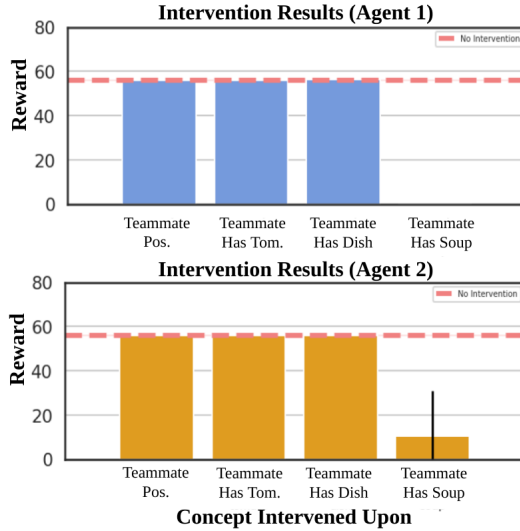 Intervention Results (Agent 1)
80
No Intervention
60
40
20
0
Reward
Teammate Teammate Teammate Teammate
Pos. Has Tom. Has Dish Has Soup
Intervention Results (Agent 2)
80
No Intervention
60
40
20
0
Reward
Teammate Teammate Teammate Teammate
Pos. Has Tom. Has Dish Has Soup
Concept Intervened Upon